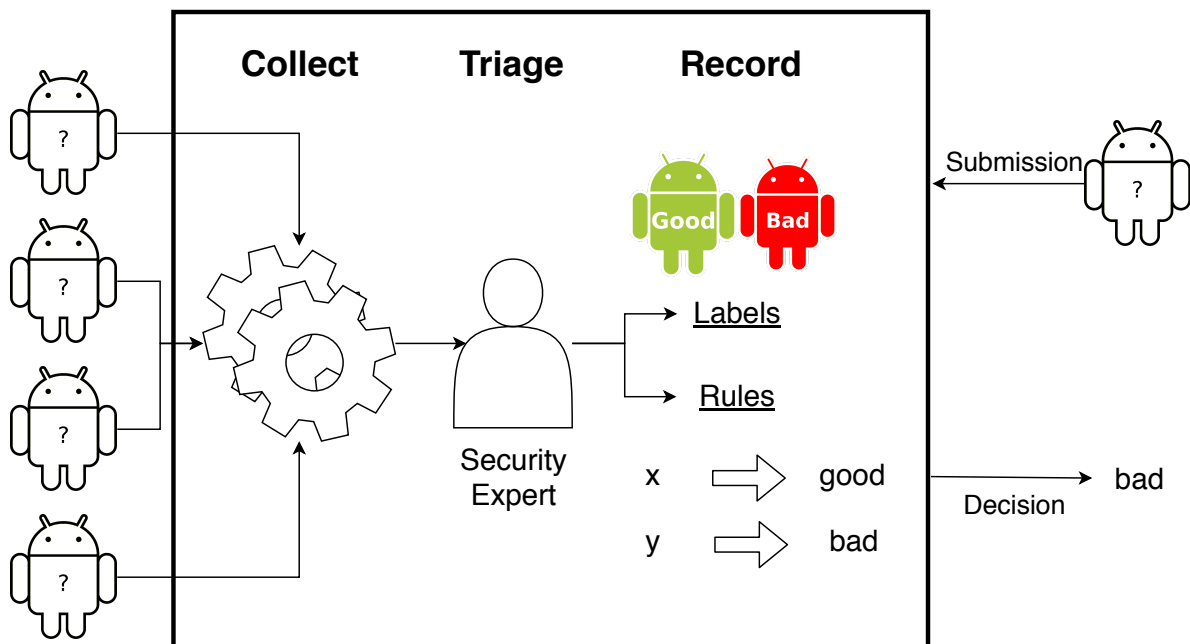 Collect
Triage
Record
?
?
?
?
Good
Bad
Labels
Rules
Security
Expert
x
good
y
bad
Submission
?
Decision
bad